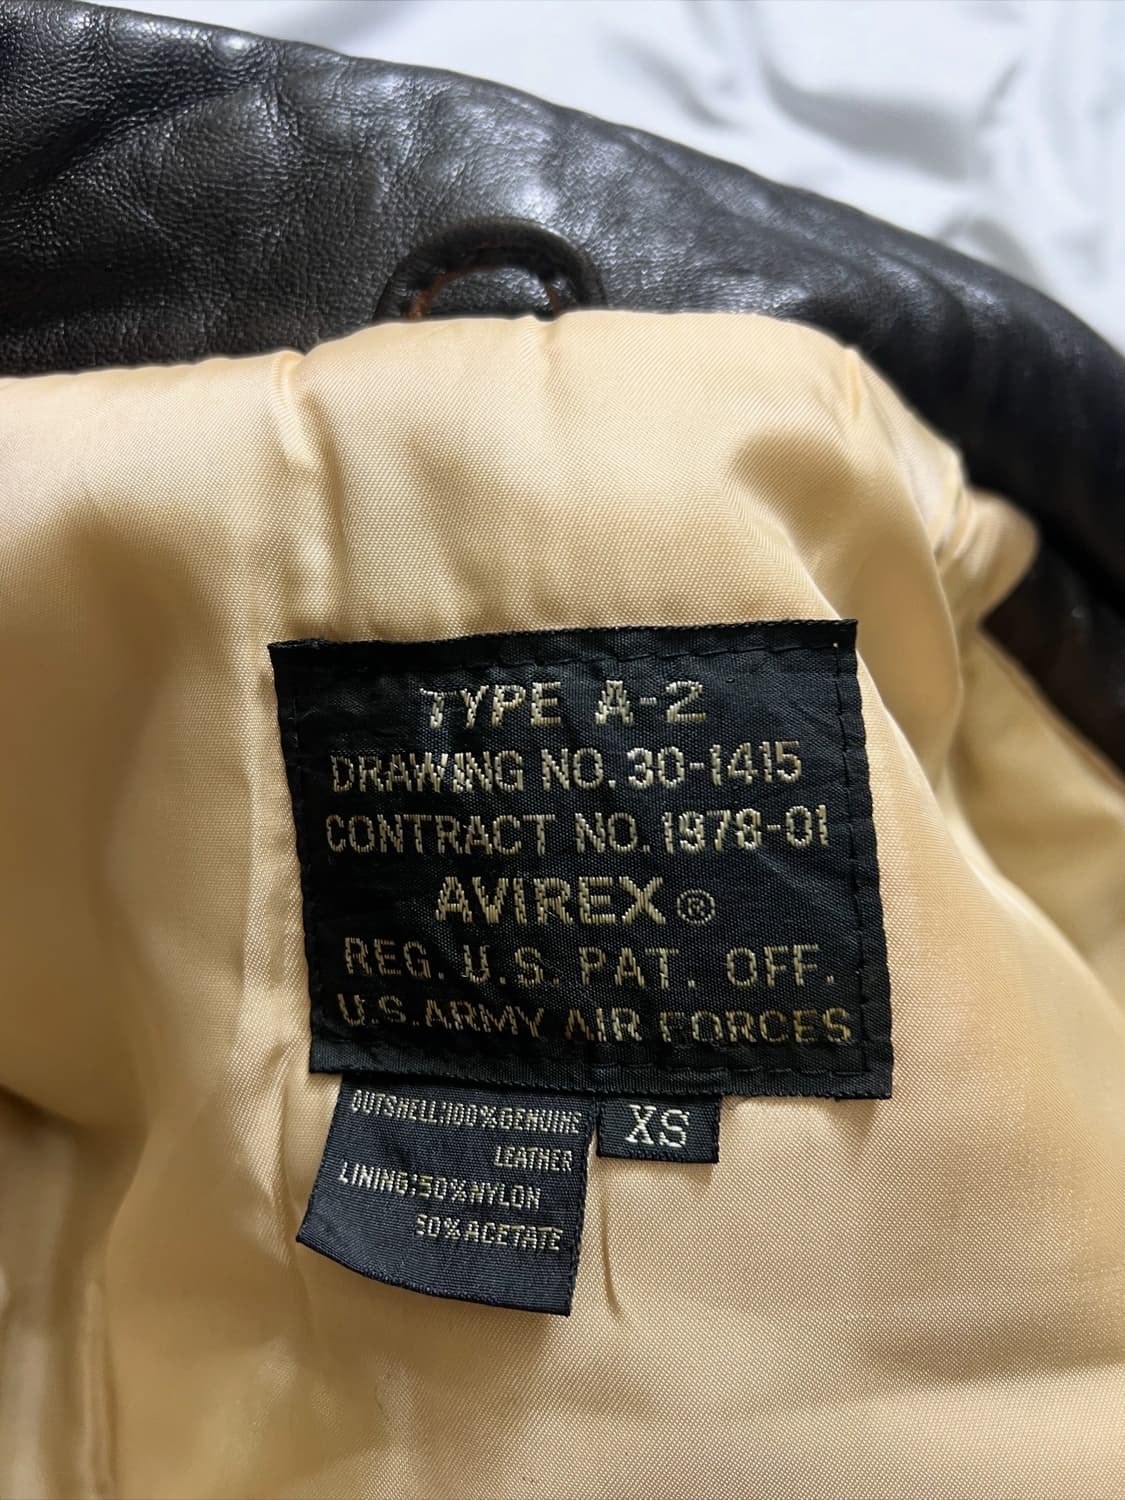 TYPE A-2
DRAWING NO. 30-1415
CONTRACT NO. 1978-01
AVIREX ®
REG. U.S. PAT. OFF.
U.S. ARMY AIR FORCES
OUTSHELL:100%GENUINE
LEATHER
LINING:50%NYLON
50%ACETATE
XS